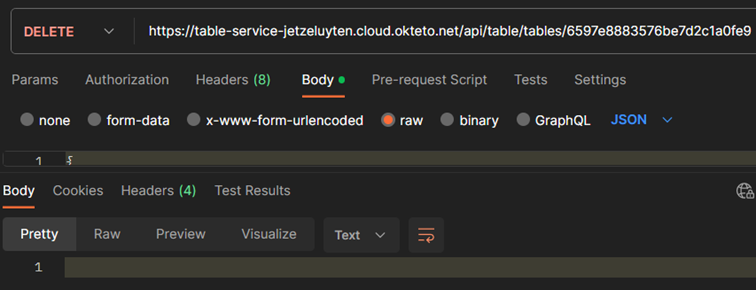 DELETE https://table-service-jetzeluyten.cloud.okteto.net/api/table/tables/6597e8883576be7d2c1a0fe9
Params Authorization Headers (8) Body Pre-request Script Tests Settings
none form-data x-www-form-urlencoded raw binary GraphQL JSON
1 {
Body Cookies Headers (4) Test Results
Pretty Raw Preview Visualize Text
1